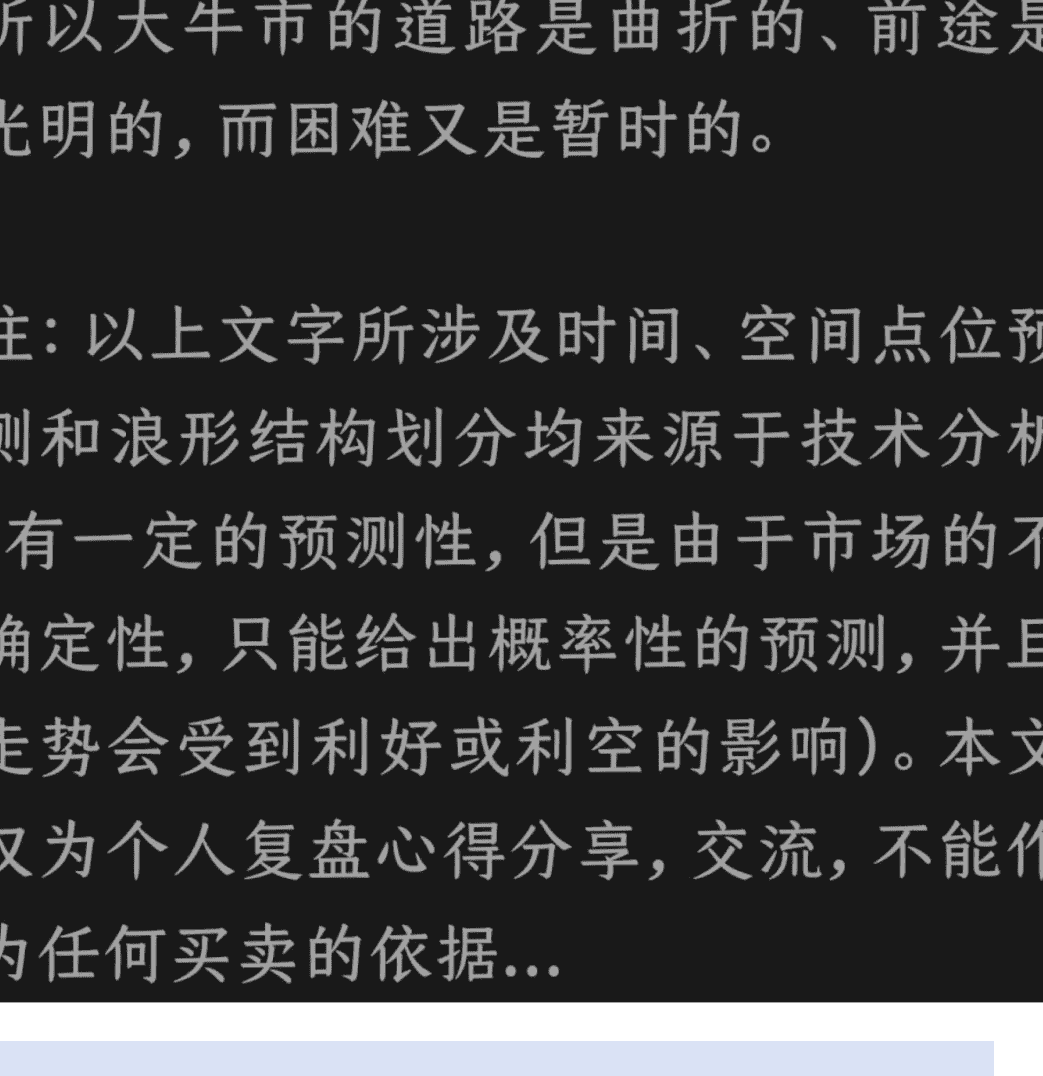 所以大牛市的道路是曲折的、前途是
光明的,而困难又是暂时的。
注:以上文字所涉及时间、空间点位预
测和浪形结构划分均来源于技术分析
有一定的预测性,但是由于市场的不
确定性,只能给出概率性的预测,并且
走势会受到利好或利空的影响)。本文
仅为个人复盘心得分享,交流,不能作
为任何买卖的依据...